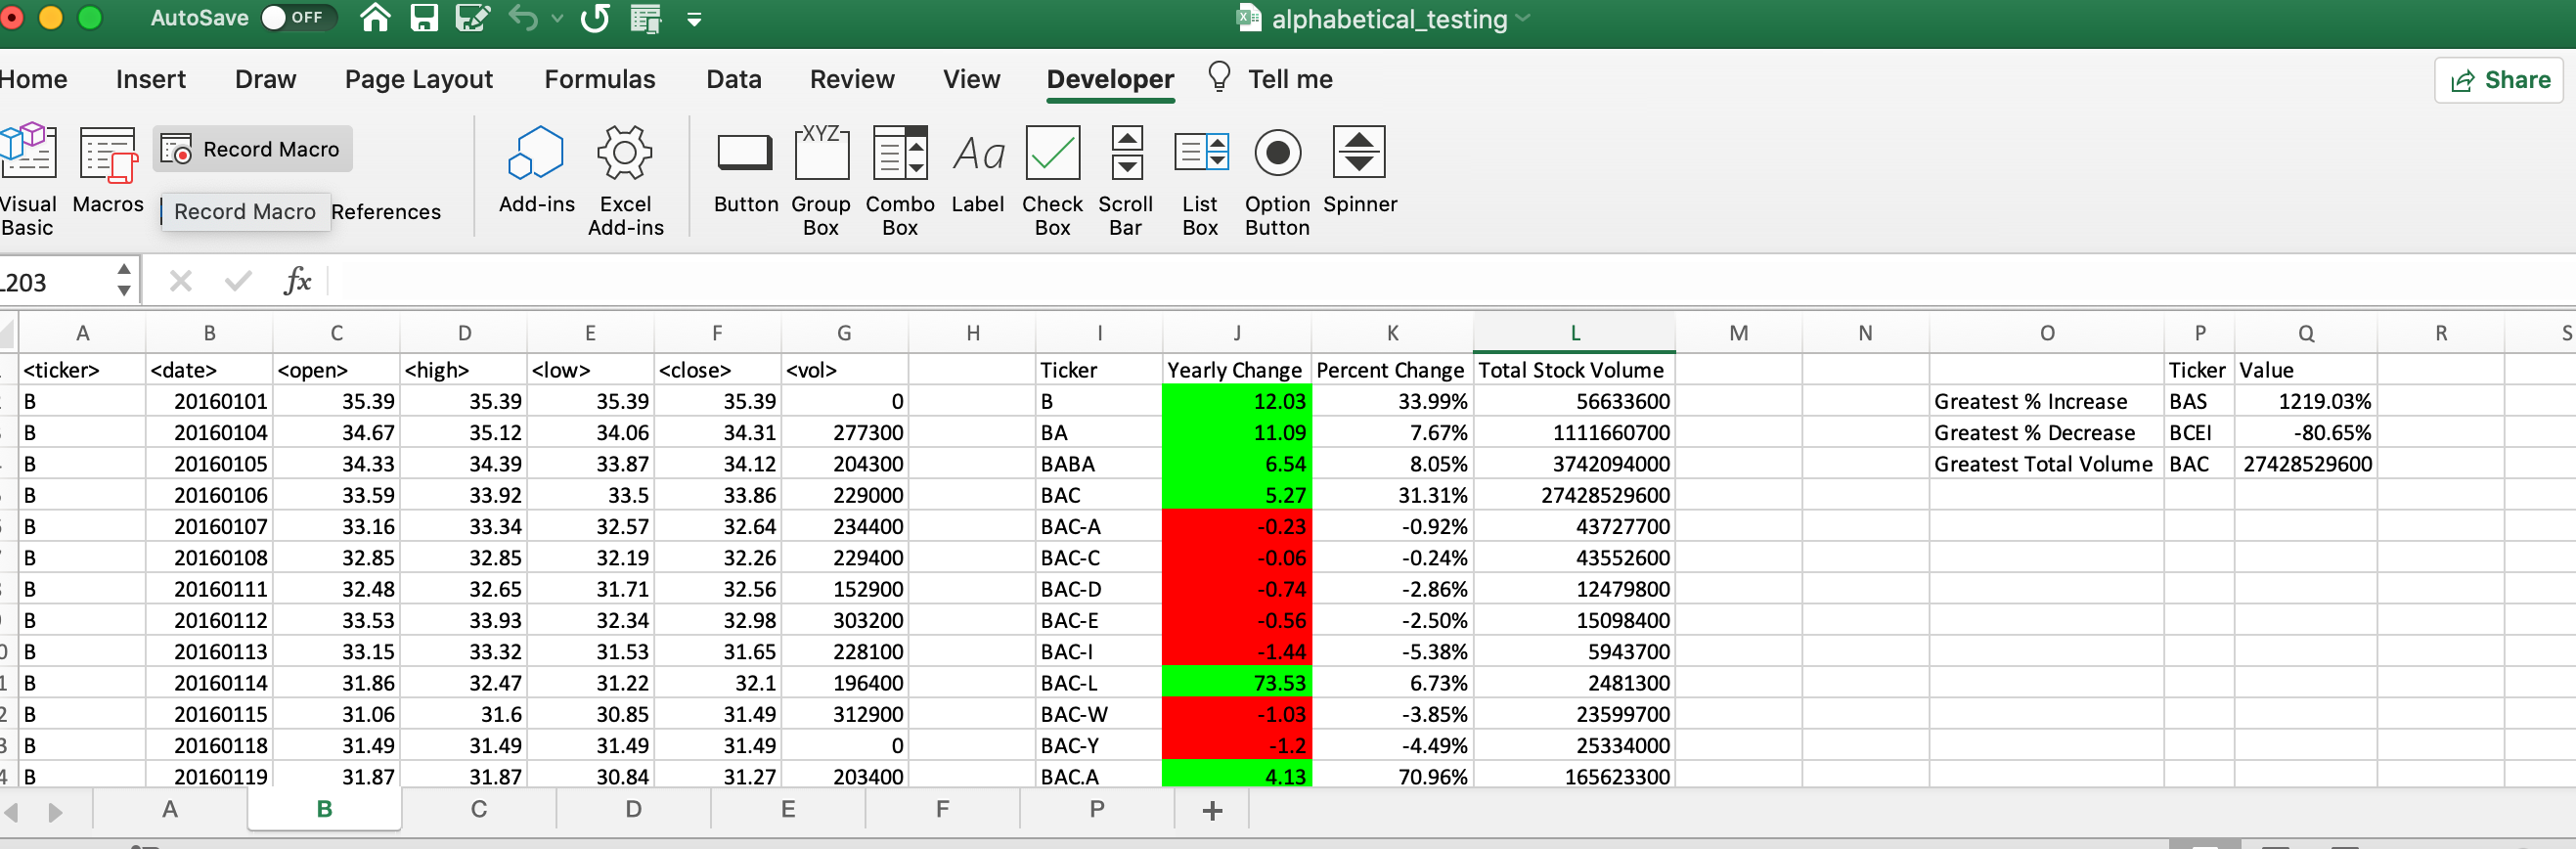 AutoSave OFF alphabetical_testing
Home Insert Draw Page Layout Formulas Data Review View Developer Tell me Share
Record Macro XYZ Aa
Visual Basic Macros Record Macro References Add-ins Excel Add-ins Button Group Box Combo Box Label Check Box Scroll Bar List Box Option Button Spinner
L203 fx
A B C D E F G H I J K L M N O P Q R S
<ticker> <date> <open> <high> <low> <close> <vol> Ticker Yearly Change Percent Change Total Stock Volume Ticker Value
B 20160101 35.39 35.39 35.39 35.39 0 B 12.03 33.99% 56633600 Greatest % Increase BAS 1219.03%
B 20160104 34.67 35.12 34.06 34.31 277300 BA 11.09 7.67% 1111660700 Greatest % Decrease BCEI -80.65%
B 20160105 34.33 34.39 33.87 34.12 204300 BABA 6.54 8.05% 3742094000 Greatest Total Volume BAC 27428529600
B 20160106 33.59 33.92 33.5 33.86 229000 BAC 5.27 31.31% 27428529600
B 20160107 33.16 33.34 32.57 32.64 234400 BAC-A -0.23 -0.92% 43727700
B 20160108 32.85 32.85 32.19 32.26 229400 BAC-C -0.06 -0.24% 43552600
B 20160111 32.48 32.65 31.71 32.56 152900 BAC-D -0.74 -2.86% 12479800
B 20160112 33.53 33.93 32.34 32.98 303200 BAC-E -0.56 -2.50% 15098400
B 20160113 33.15 33.32 31.53 31.65 228100 BAC-I -1.44 -5.38% 5943700
B 20160114 31.86 32.47 31.22 32.1 196400 BAC-L 73.53 6.73% 2481300
B 20160115 31.06 31.6 30.85 31.49 312900 BAC-W -1.03 -3.85% 23599700
B 20160118 31.49 31.49 31.49 31.49 0 BAC-Y -1.2 -4.49% 25334000
B 20160119 31.87 31.87 30.84 31.27 203400 BAC.A 4.13 70.96% 165623300
A B C D E F P +